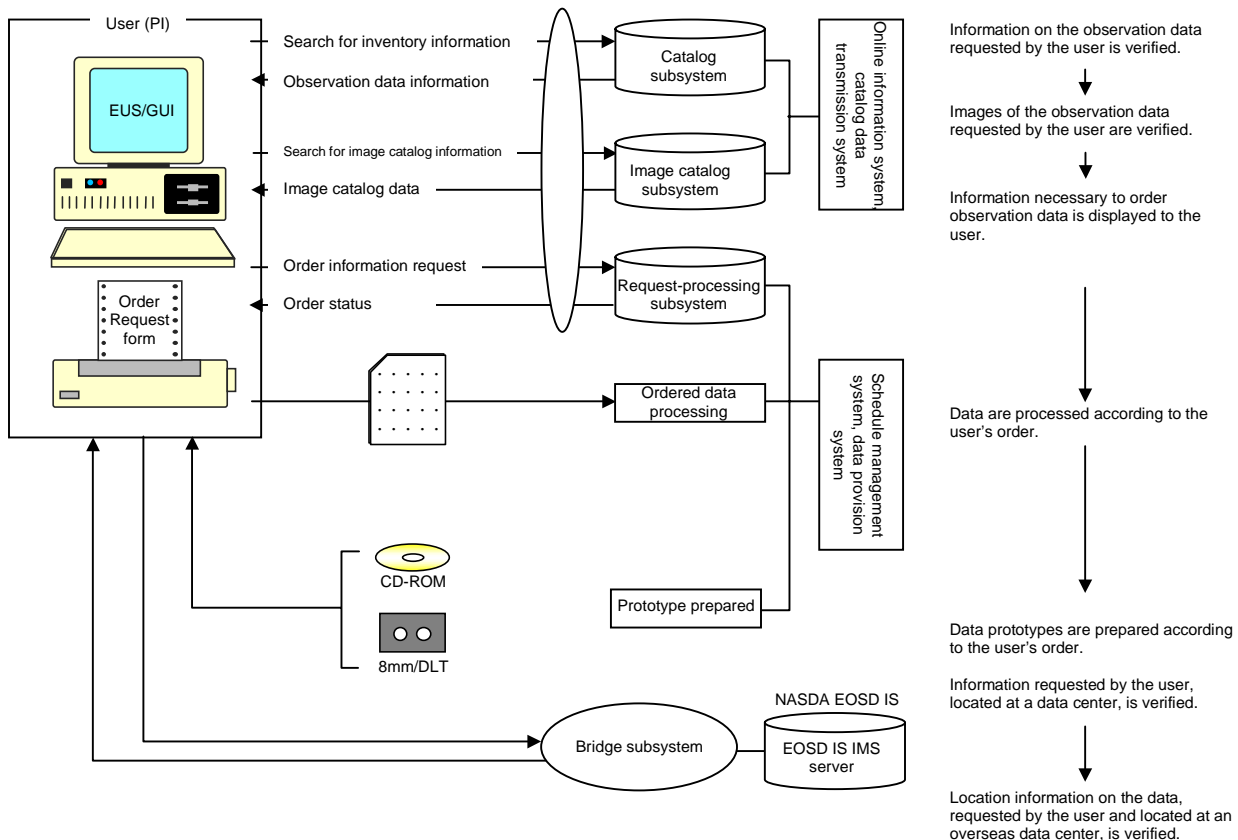 User (PI)
EUS/GUI
Order
Request
form
Search for inventory information
Observation data information
Search for image catalog information
Image catalog data
Order information request
Order status
CD-ROM
8mm/DLT
Catalog
subsystem
Image catalog
subsystem
Request-processing
subsystem
Ordered data
processing
Prototype prepared
Bridge subsystem
NASDA EOSD IS
EOSD IS IMS
server
Online information system,
catalog data
transmission system
Schedule management
system, data provision
system
Information on the observation data
requested by the user is verified.
Images of the observation data
requested by the user are verified.
Information necessary to order
observation data is displayed to the
user.
Data are processed according to the
user's order.
Data prototypes are prepared according
to the user's order.
Information requested by the user,
located at a data center, is verified.
Location information on the data,
requested by the user and located at an
overseas data center, is verified.